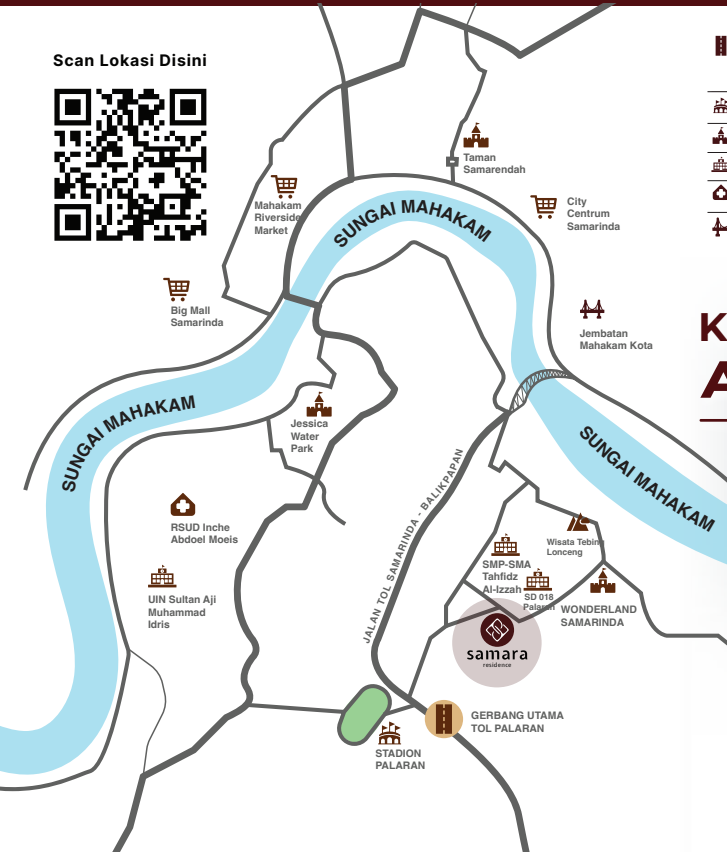 Scan Lokasi Disini
Taman
Samarendah
Mahakam
Riverside
Market
City
Centrum
Samarinda
SUNGAI MAHAKAM
Big Mall
Samarinda
Jembatan
Mahakam Kota
SUNGAI MAHAKAM
Jessica
Water
Park
SUNGAI MAHAKAM
JALAN TOL SAMARINDA - BALIKPAPAN
RSUD Inche
Abdoel Moeis
Wisata Tebing
Lonceng
SMP-SMA
Tahfidz
Al-Izzah
UIN Sultan Aji
Muhammad
Idris
SD 018
Palaran
WONDERLAND
SAMARINDA
samara
residence
GERBANG UTAMA
TOL PALARAN
STADION
PALARAN
K
A